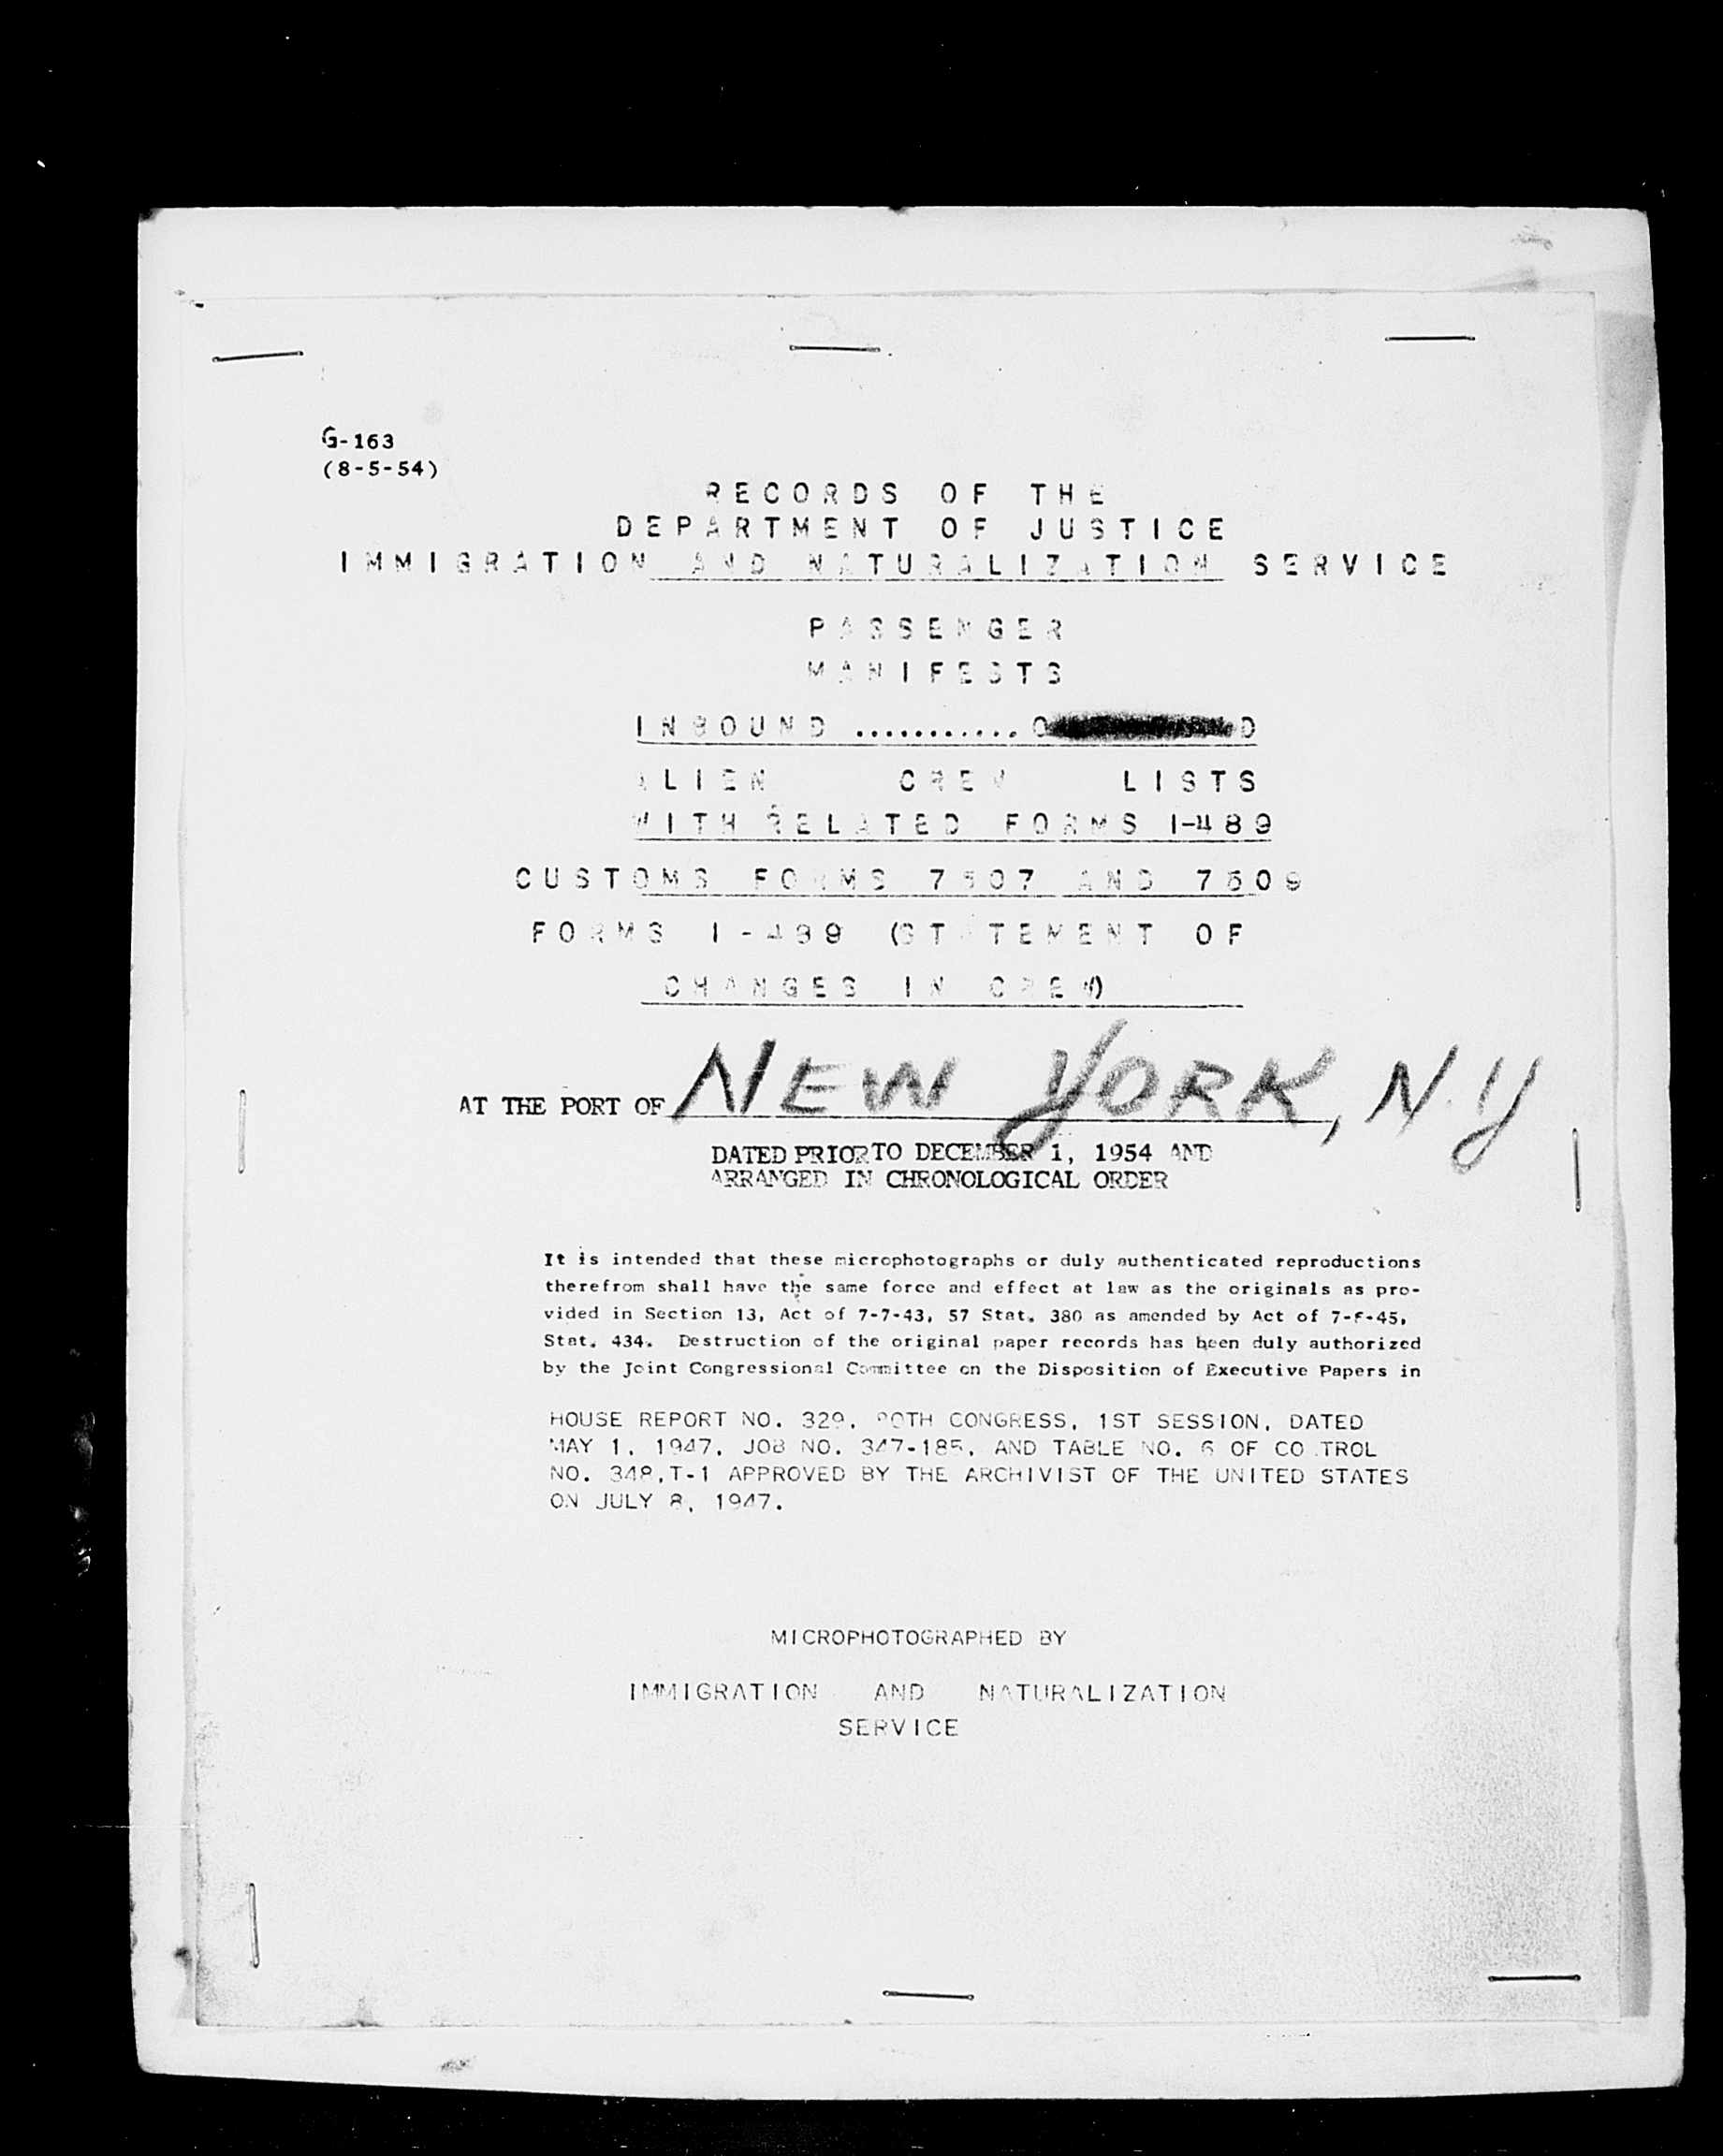 G-163
(8-5-54)
RECORDS OF THE
DEPARTMENT OF JUSTICE
IMMIGRATION AND NATURALIZATION SERVICE
PASSENGER
MANIFESTS
INBOUND ...........
ALIEN CREW LISTS
WITH RELATED FORMS I-489
CUSTOMS FORMS 7507 AND 7509
FORMS I-489 (STATEMENT OF
CHANGES IN CREW)
AT THE PORT OF NEW YORK, N.Y
DATED PRIOR TO DECEMBER 1, 1954 AND
ARRANGED IN CHRONOLOGICAL ORDER
It is intended that these microphotographs or duly authenticated reproductions
therefrom shall have the same force and effect at law as the originals as pro-
vided in Section 13, Act of 7-7-43, 57 Stat. 380 as amended by Act of
Stat. 434. Destruction of the original paper records has been duly authorized
by the Joint Congressional Committee on the Disposition of Executive Papers in
HOUSE REPORT NO. 329, 80TH CONGRESS, 1ST SESSION, DATED
MAY 1, 1947, JOB NO. 347-185, AND TABLE NO. 6 OF CO TROL
NO. 348,T-1 APPROVED BY THE ARCHIVIST OF THE UNITED STATES
ON JULY 8, 1947.
MICROPHOTOGRAPHED BY
IMMIGRATION AND NATURALIZATION
SERVICE